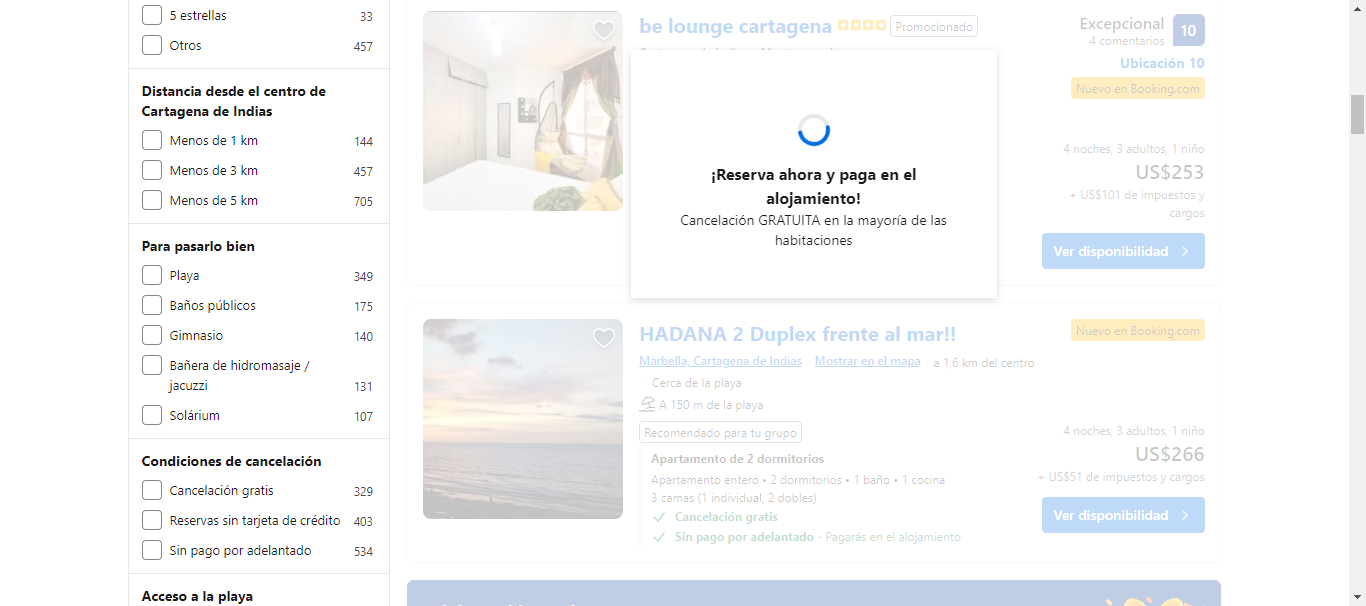 5 estrellas 33
Otros 457
Distancia desde el centro de
Cartagena de Indias
Menos de 1 km 144
Menos de 3 km 457
Menos de 5 km 705
Para pasarlo bien
Playa 349
Baños públicos 175
Gimnasio 140
Bañera de hidromasaje /
jacuzzi 131
Solárium 107
Condiciones de cancelación
Cancelación gratis 329
Reservas sin tarjeta de crédito 403
Sin pago por adelantado 534
Acceso a la playa
be lounge cartagena Promocionado
Excepcional 10
4 comentarios
Ubicación 10
Nuevo en Booking.com
4 noches, 3 adultos, 1 niño
US$253
+ US$101 de impuestos y
cargos
Ver disponibilidad
¡Reserva ahora y paga en el
alojamiento!
Cancelación GRATUITA en la mayoría de las
habitaciones
HADANA 2 Duplex frente al mar!!
Marbella, Cartagena de Indias Mostrar en el mapa a 1,6 km del centro
Cerca de la playa
A 150 m de la playa
Recomendado para tu grupo
Apartamento de 2 dormitorios
Apartamento entero • 2 dormitorios • 1 baño • 1 cocina
3 camas (1 individual, 2 dobles)
Cancelación gratis
Sin pago por adelantado - Pagarás en el alojamiento
Nuevo en Booking.com
4 noches, 3 adultos, 1 niño
US$266
+ US$51 de impuestos y cargos
Ver disponibilidad